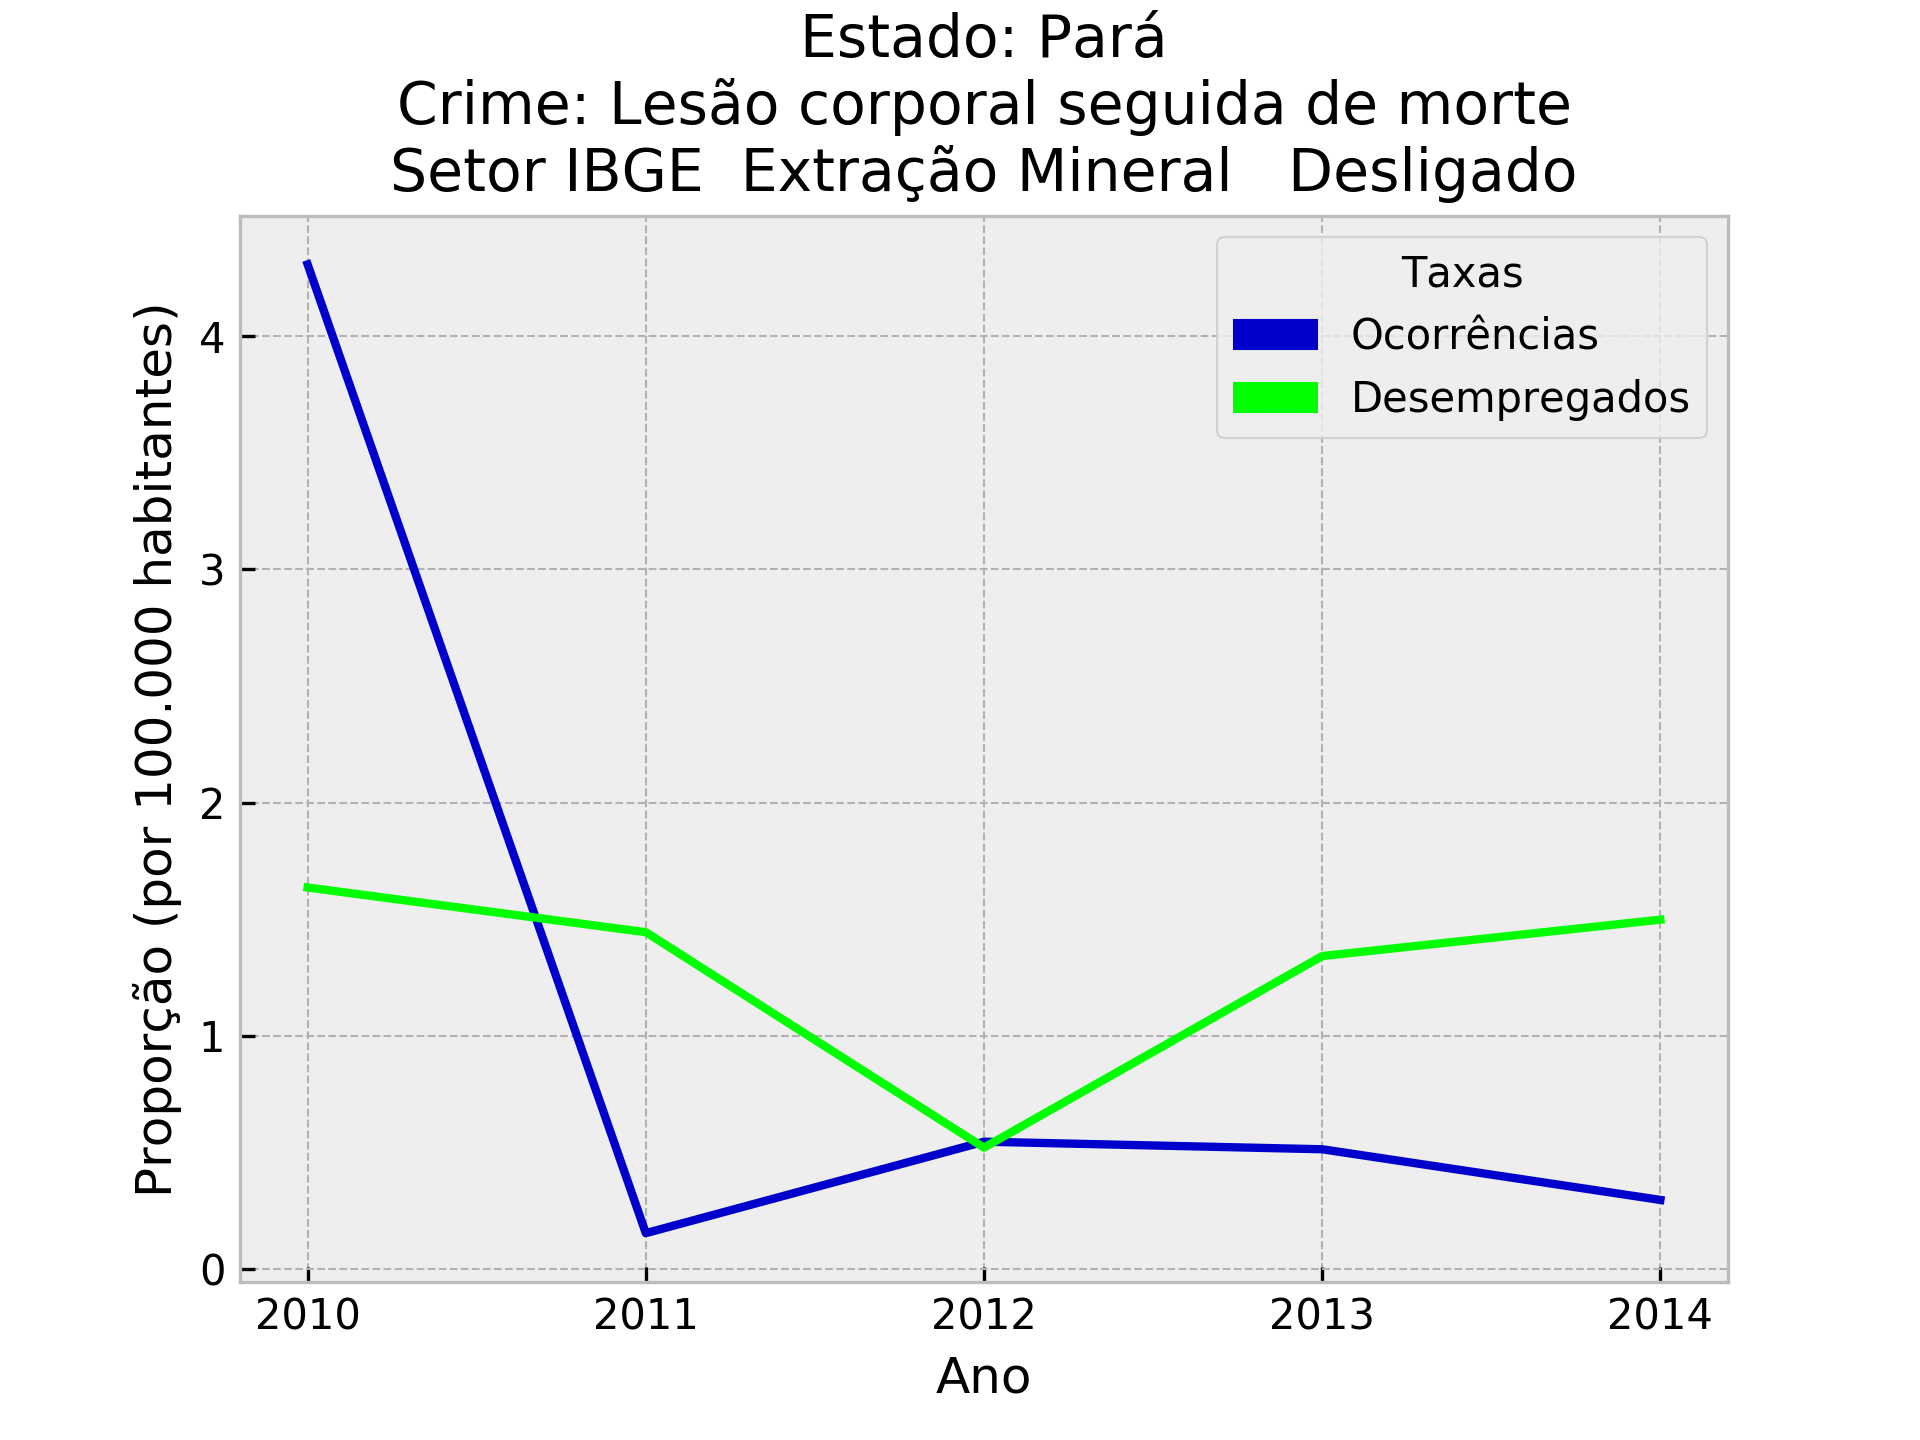 Estado: Pará
Crime: Lesão corporal seguida de morte
Setor IBGE  Extração Mineral   Desligado
Taxas
Ocorrências
Desempregados
Proporção (por 100.000 habitantes)
4
3
2
1
0
2010
2011
2012
2013
2014
Ano